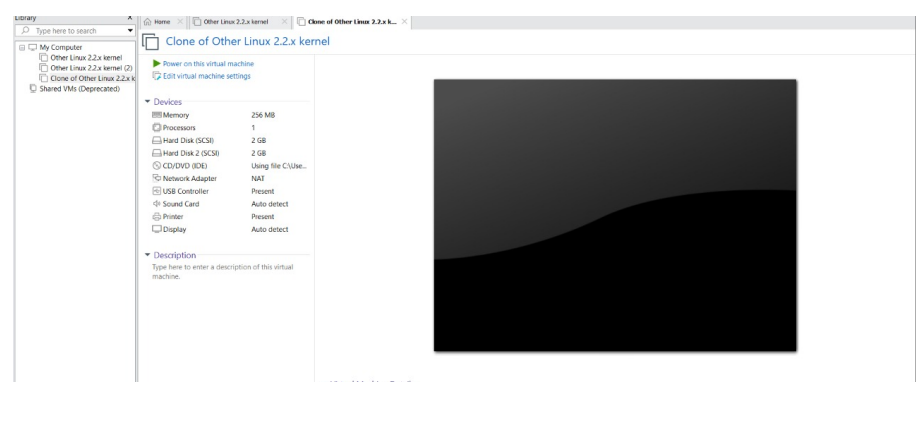 Library
Type here to search
My Computer
Other Linux 2.2.x kernel
Other Linux 2.2.x kernel (2)
Clone of Other Linux 2.2.x k
Shared VMs (Deprecated)
Home
Other Linux 2.2.x kernel
Clone of Other Linux 2.2.x k...
Clone of Other Linux 2.2.x kernel
Power on this virtual machine
Edit virtual machine settings
Devices
Memory 256 MB
Processors 1
Hard Disk (SCSI) 2 GB
Hard Disk 2 (SCSI) 2 GB
CD/DVD (IDE) Using file C:\Use...
Network Adapter NAT
USB Controller Present
Sound Card Auto detect
Printer Present
Display Auto detect
Description
Type here to enter a description of this virtual
machine.